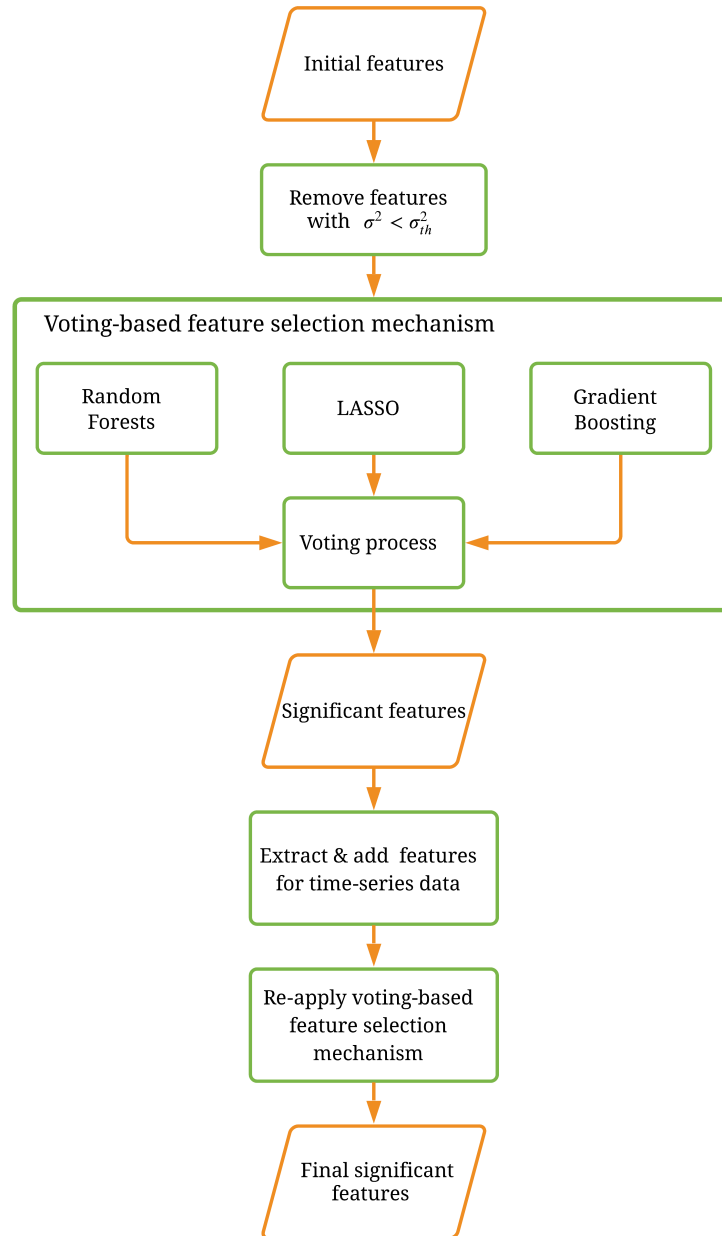 Initial features
Remove features
with σ² < σ²ₜₕ
Voting-based feature selection mechanism
Random
Forests
LASSO
Gradient
Boosting
Voting process
Significant features
Extract & add features
for time-series data
Re-apply voting-based
feature selection
mechanism
Final significant
features